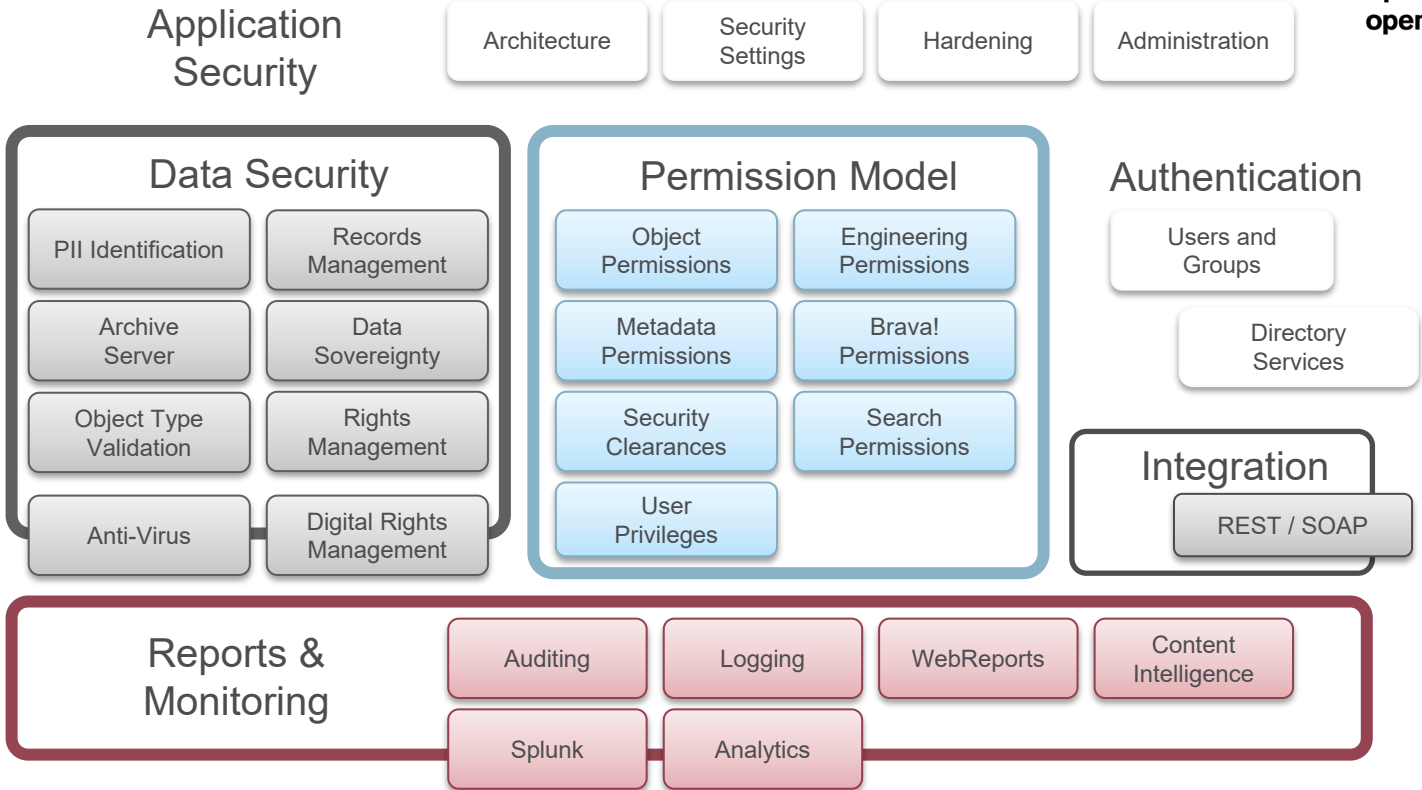 Application
Security
Architecture
Security
Settings
Hardening
Administration
open
Data Security
PII Identification
Records
Management
Archive
Server
Data
Sovereignty
Object Type
Validation
Rights
Management
Anti-Virus
Digital Rights
Management
Permission Model
Object
Permissions
Engineering
Permissions
Metadata
Permissions
Brava!
Permissions
Security
Clearances
Search
Permissions
User
Privileges
Authentication
Users and
Groups
Directory
Services
Integration
REST / SOAP
Reports &
Monitoring
Auditing
Logging
WebReports
Content
Intelligence
Splunk
Analytics